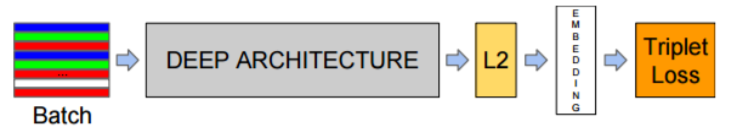 ...
Batch
DEEP ARCHITECTURE
L2
EMBEDDING
Triplet
Loss